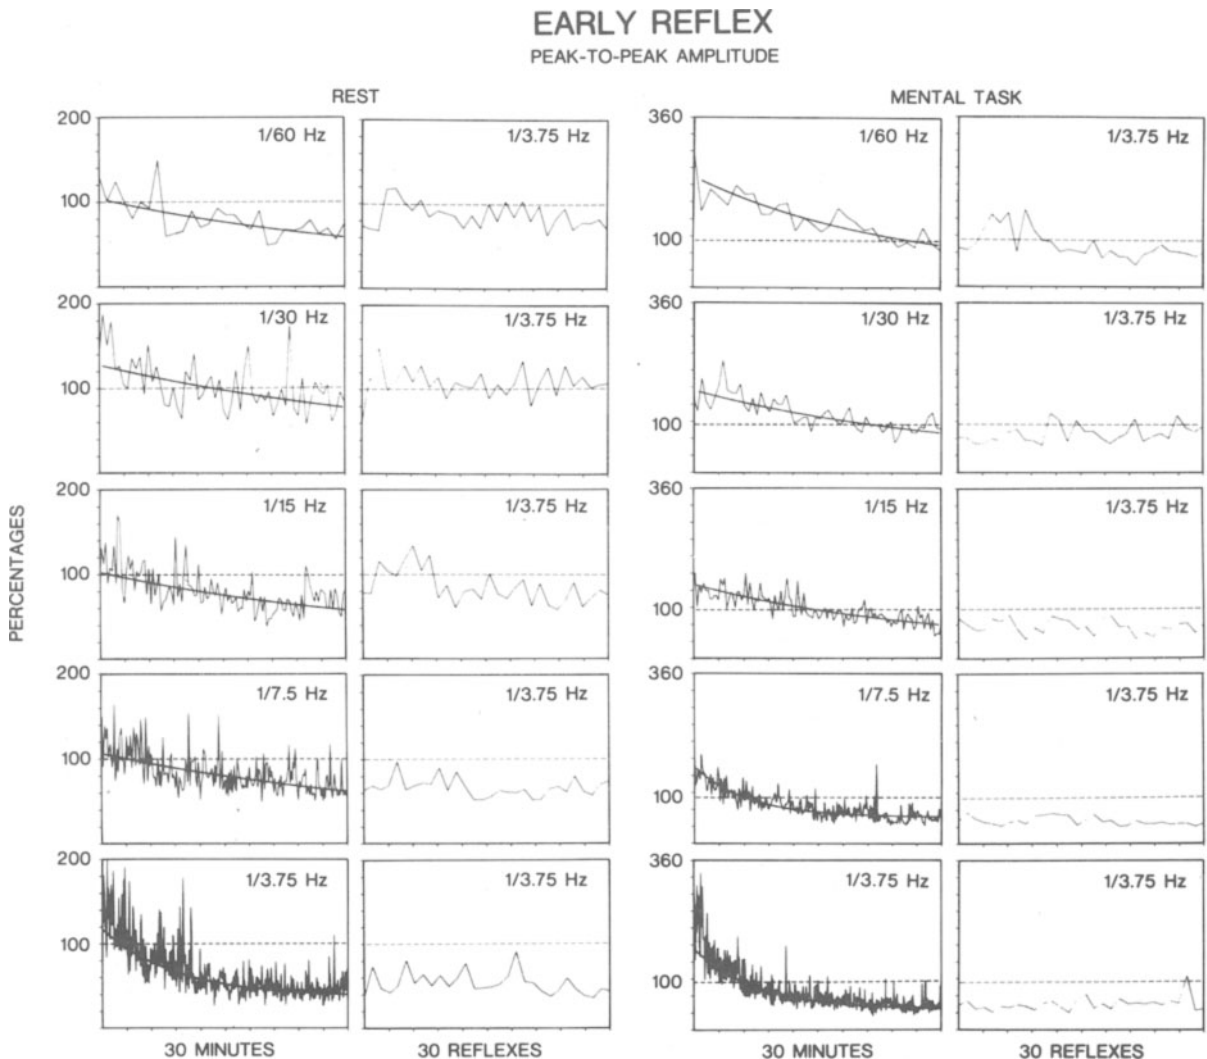 EARLY REFLEX
PEAK-TO-PEAK AMPLITUDE
REST
MENTAL TASK
PERCENTAGES
200
100
1/60 Hz
1/3.75 Hz
360
100
1/60 Hz
1/3.75 Hz
200
100
1/30 Hz
1/3.75 Hz
360
100
1/30 Hz
1/3.75 Hz
200
100
1/15 Hz
1/3.75 Hz
360
100
1/15 Hz
1/3.75 Hz
200
100
1/7.5 Hz
1/3.75 Hz
360
100
1/7.5 Hz
1/3.75 Hz
200
100
1/3.75 Hz
1/3.75 Hz
360
100
1/3.75 Hz
1/3.75 Hz
30 MINUTES
30 REFLEXES
30 MINUTES
30 REFLEXES